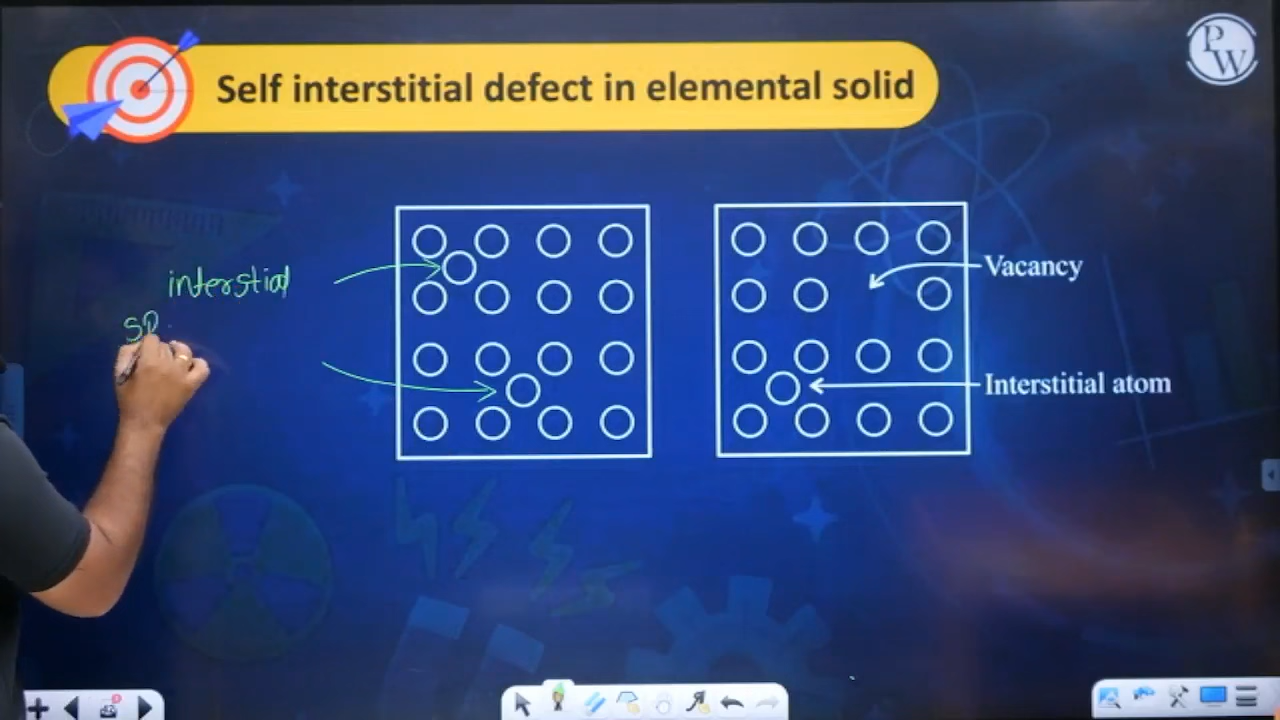 PW
Self interstitial defect in elemental solid
interstial
Vacancy
Interstitial atom